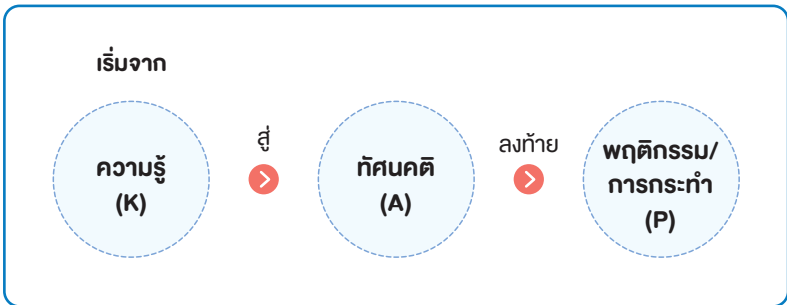 เริ่มจาก
ความรู้
(K)
สู่
ทัศนคติ
(A)
ลงท้าย
พฤติกรรม/
การกระทำ
(P)